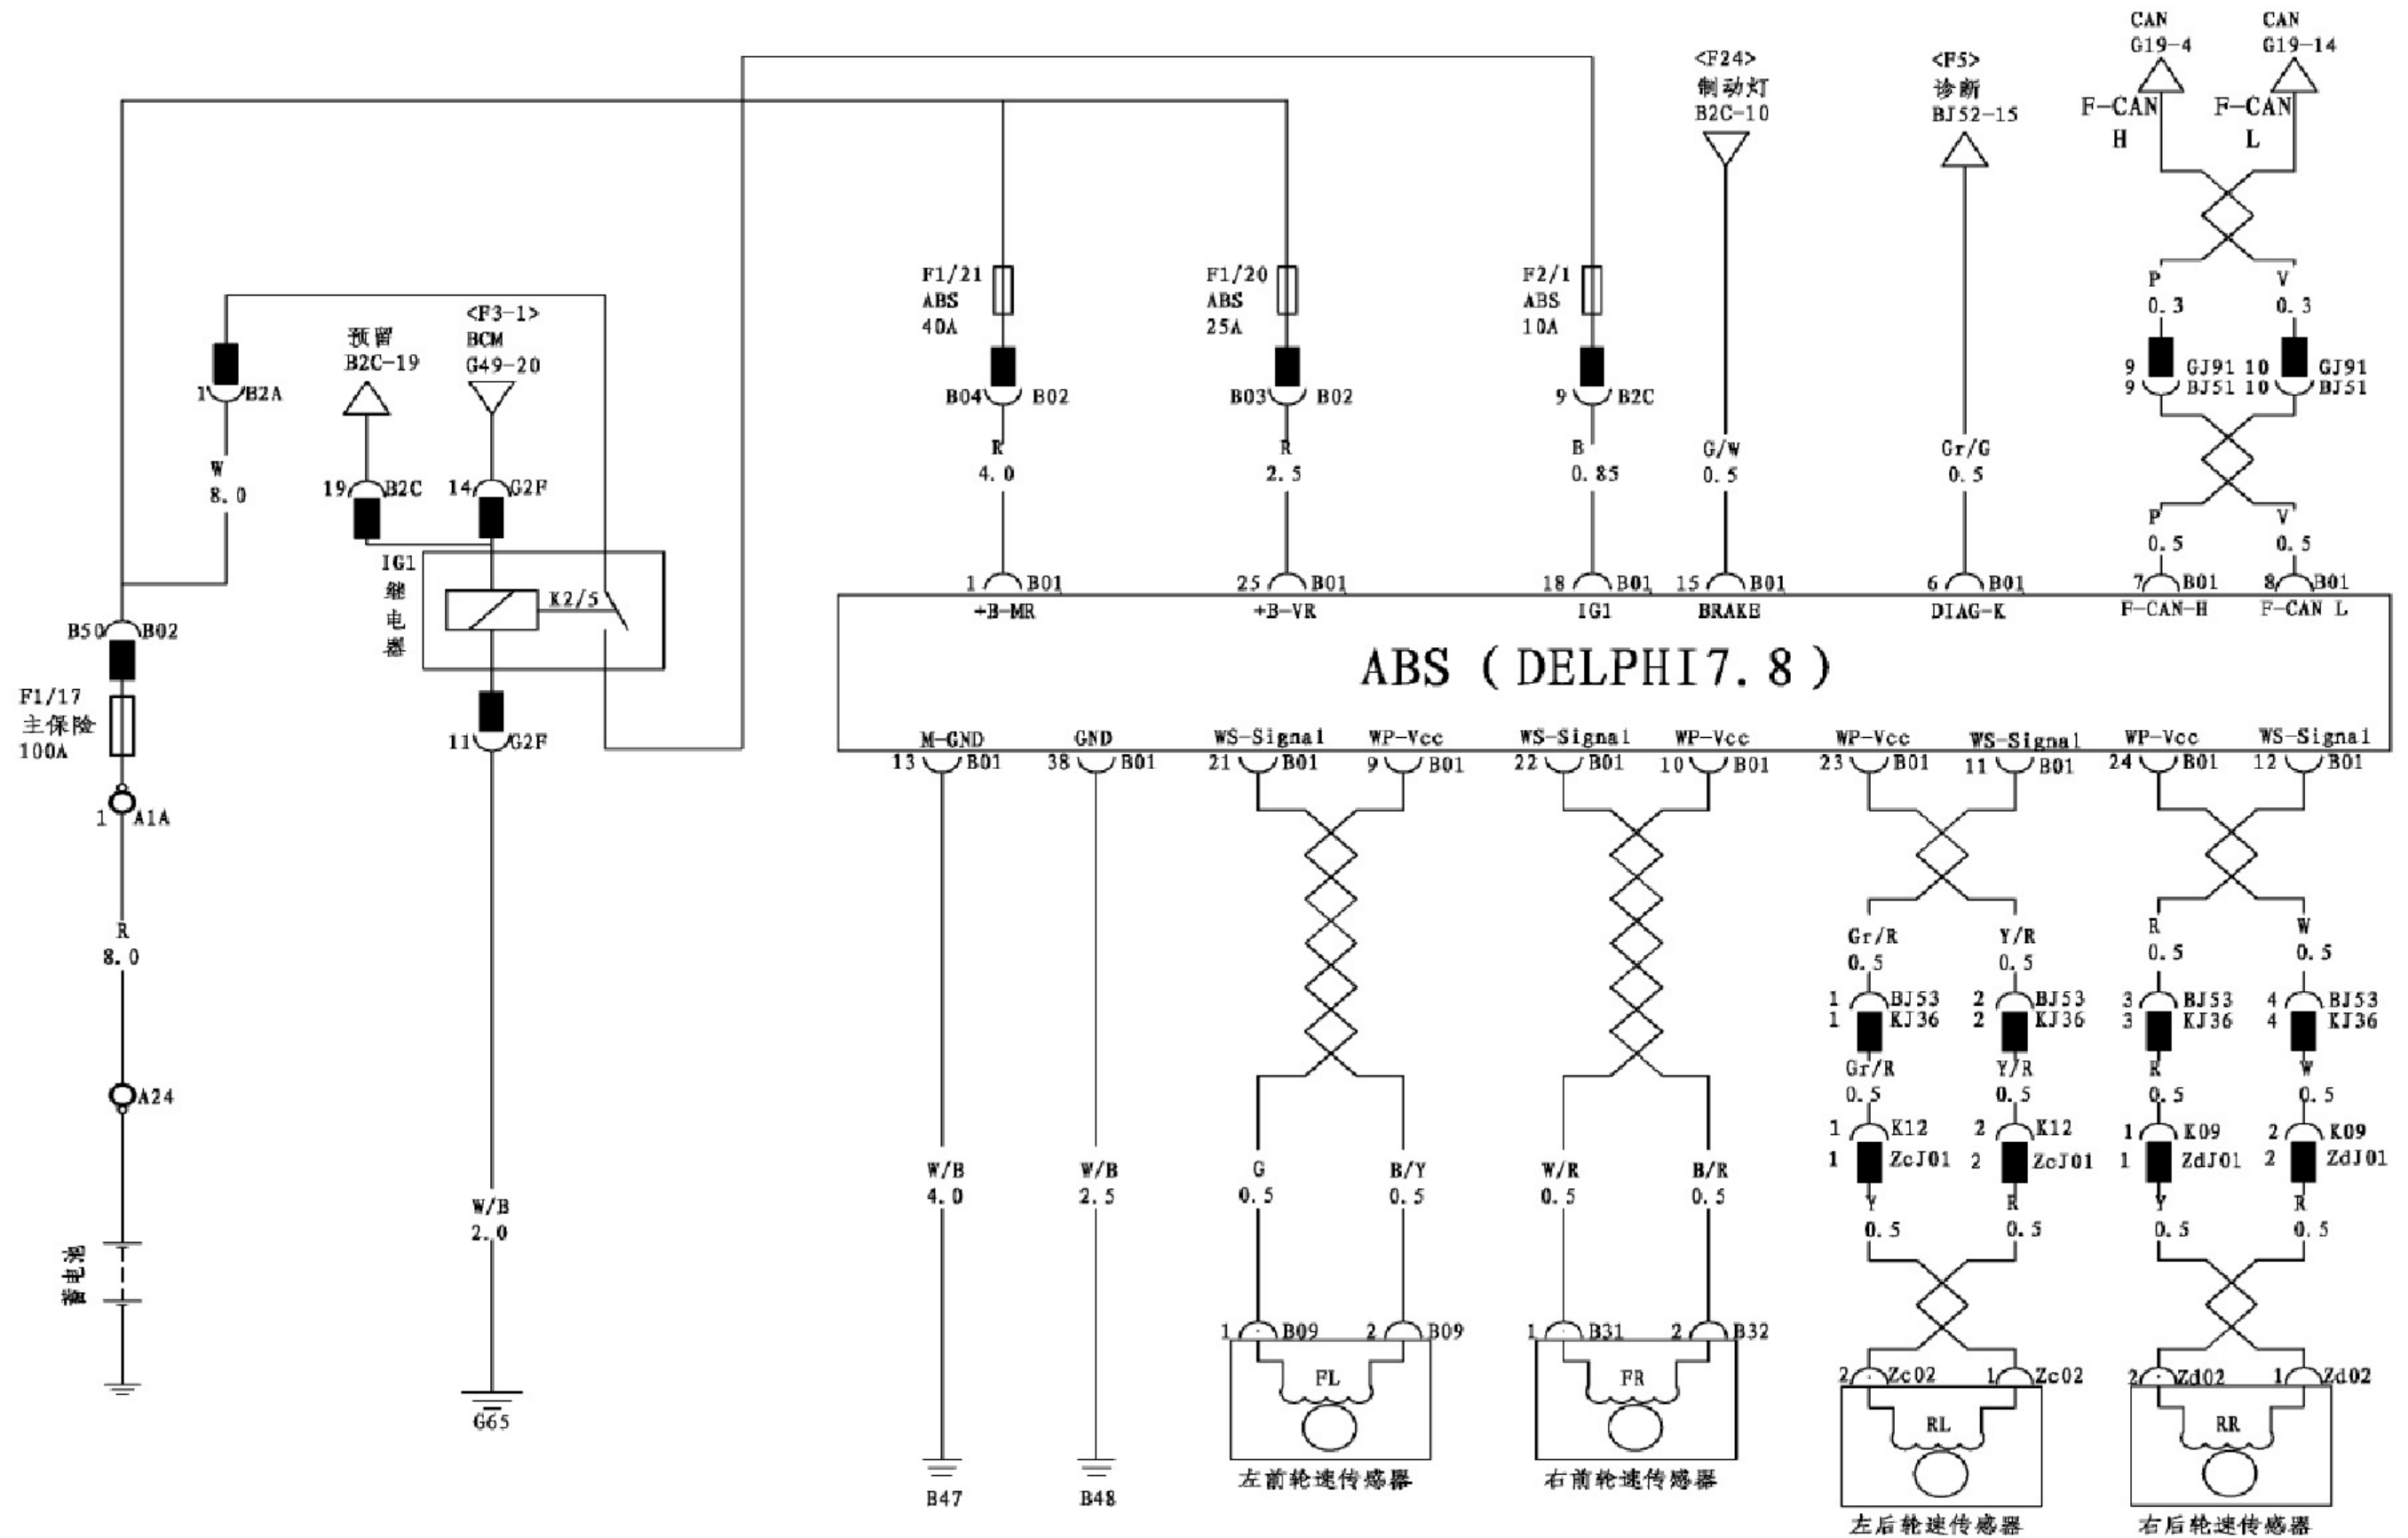 CAN
G19-4
CAN
G19-14
<F24>
制动灯
B2C-10
<F5>
诊断
BJ52-15
F-CAN
H
F-CAN
L
F1/21
ABS
40A
F1/20
ABS
25A
F2/1
ABS
10A
P
0.3
V
0.3
预留
B2C-19
<F3-1>
BCM
G49-20
1 B2A
B04 B02
B03 B02
9 B2C
9 GJ91 10 GJ91
9 BJ51 10 BJ51
W
8.0
R
4.0
R
2.5
B
0.85
G/W
0.5
Gr/G
0.5
19 B2C
14 G2F
P
0.5
V
0.5
IG1
继
电
器
K2/5
1 B01
25 B01
18 B01
15 B01
6 B01
7 B01
8 B01
+B-MR
+B-VR
IG1
BRAKE
DIAG-K
F-CAN-H
F-CAN L
B50 B02
ABS (DELPHI7.8)
F1/17
主保险
100A
11 G2F
M-GND
GND
WS-Signal
WP-Vcc
WS-Signal
WP-Vcc
WP-Vcc
WS-Signal
WP-Vcc
WS-Signal
13 B01
38 B01
21 B01
9 B01
22 B01
10 B01
23 B01
11 B01
24 B01
12 B01
1 A1A
R
8.0
Gr/R
0.5
Y/R
0.5
R
0.5
W
0.5
1 BJ53
1 KJ36
2 BJ53
2 KJ36
3 BJ53
3 KJ36
4 BJ53
4 KJ36
Gr/R
0.5
Y/R
0.5
R
0.5
W
0.5
A24
1 K12
1 ZcJ01
2 K12
2 ZcJ01
1 K09
1 ZdJ01
2 K09
2 ZdJ01
W/B
2.0
W/B
4.0
W/B
2.5
G
0.5
B/Y
0.5
W/R
0.5
B/R
0.5
Y
0.5
R
0.5
Y
0.5
R
0.5
蓄电池
1 B09
2 B09
1 B31
2 B32
2 Zc02
1 Zc02
2 Zd02
1 Zd02
FL
FR
RL
RR
G65
左前轮速传感器
右前轮速传感器
B47
B48
左后轮速传感器
右后轮速传感器